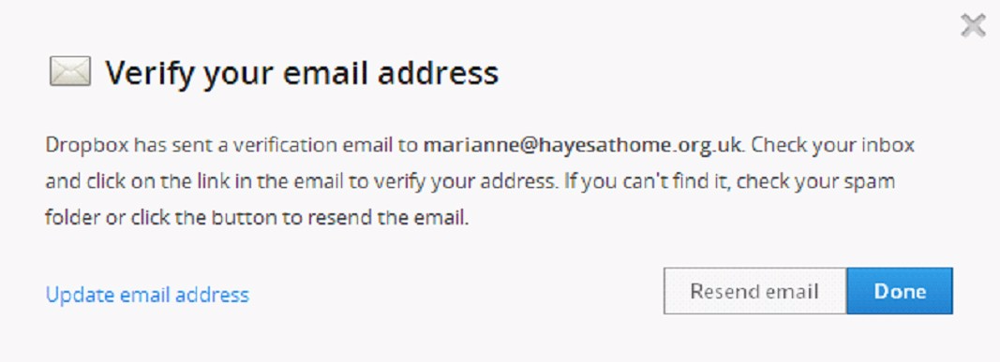 Verify your email address
Dropbox has sent a verification email to marianne@hayesathome.org.uk. Check your inbox
and click on the link in the email to verify your address. If you can't find it, check your spam
folder or click the button to resend the email.
Update email address
Resend email
Done